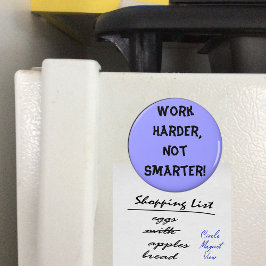 WORK
HARDER,
NOT
SMARTER!
Shopping List
eggs
milk
apples
bread
Circle
Magnet
View